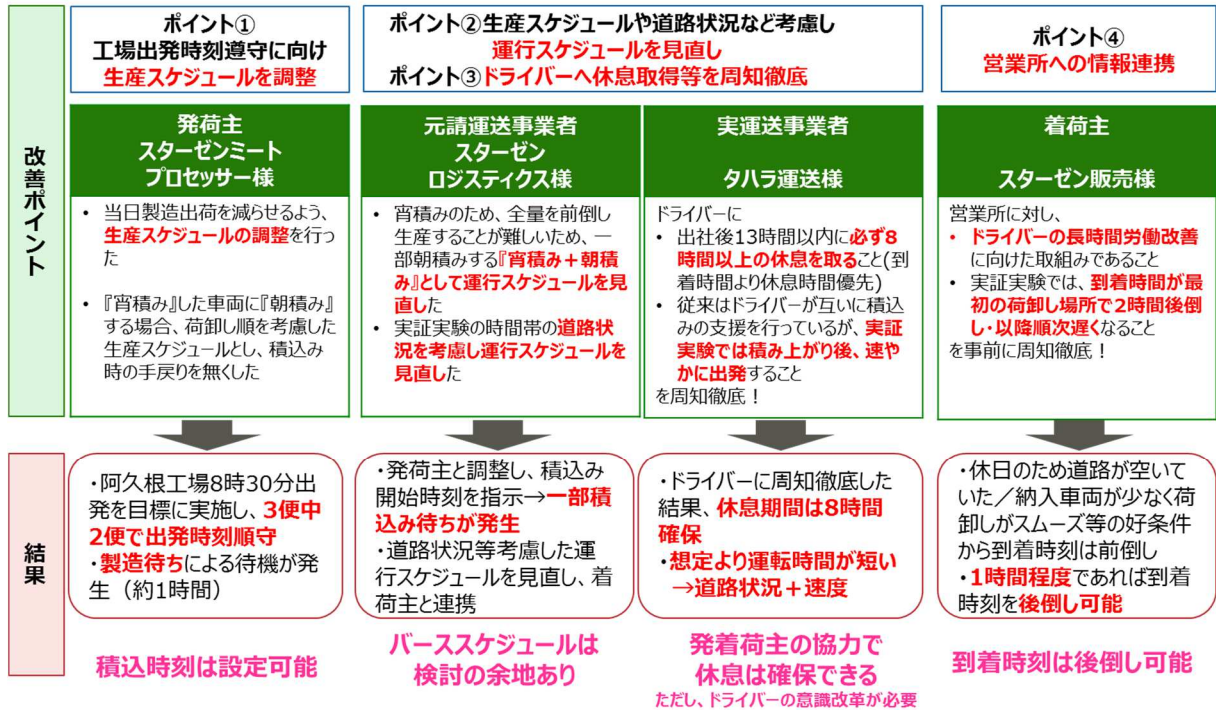 ポイント①
工場出発時刻遵守に向け
生産スケジュールを調整
ポイント②生産スケジュールや道路状況など考慮し
運行スケジュールを見直し
ポイント③ドライバーへ休息取得等を周知徹底
ポイント④
営業所への情報連携
改善ポイント
発荷主
スターゼンミート
プロセッサー様
・ 当日製造出荷を減らせるよう、
生産スケジュールの調整を行っ
た
・ 『宵積み』した車両に『朝積み』
する場合、荷卸し順を考慮した
生産スケジュールとし、積込み
時の手戻りを無くした
元請運送事業者
スターゼン
ロジスティクス様
・ 宵積みのため、全量を前倒し
生産することが難しいため、一
部朝積みする『宵積み＋朝積
み』として運行スケジュールを見
直した
・ 実証実験の時間帯の道路状
況を考慮し運行スケジュールを
見直した
実運送事業者
タハラ運送様
ドライバーに
・ 出社後13時間以内に必ず8
時間以上の休息を取ること(到
着時間より休息時間優先)
・ 従来はドライバーが互いに積込
みの支援を行っているが、実証
実験では積み上がり後、速や
かに出発すること
を周知徹底！
着荷主
スターゼン販売様
営業所に対し、
・ ドライバーの長時間労働改善
に向けた取組みであること
・ 実証実験では、到着時間が最
初の荷卸し場所で2時間後倒
し・以降順次遅くなること
を事前に周知徹底！
結果
・阿久根工場8時30分出
発を目標に実施し、3便中
2便で出発時刻順守
・製造待ちによる待機が発
生（約1時間）
・発荷主と調整し、積込み
開始時刻を指示→一部積
込み待ちが発生
・道路状況等考慮した運
行スケジュールを見直し、着
荷主と連携
・ドライバーに周知徹底した
結果、休息期間は8時間
確保
・想定より運転時間が短い
→道路状況＋速度
・休日のため道路が空いて
いた／納入車両が少なく荷
卸しがスムーズ等の好条件
から到着時刻は前倒し
・1時間程度であれば到着
時刻を後倒し可能
積込時刻は設定可能
バーススケジュールは
検討の余地あり
発着荷主の協力で
休息は確保できる
ただし、ドライバーの意識改革が必要
到着時刻は後倒し可能